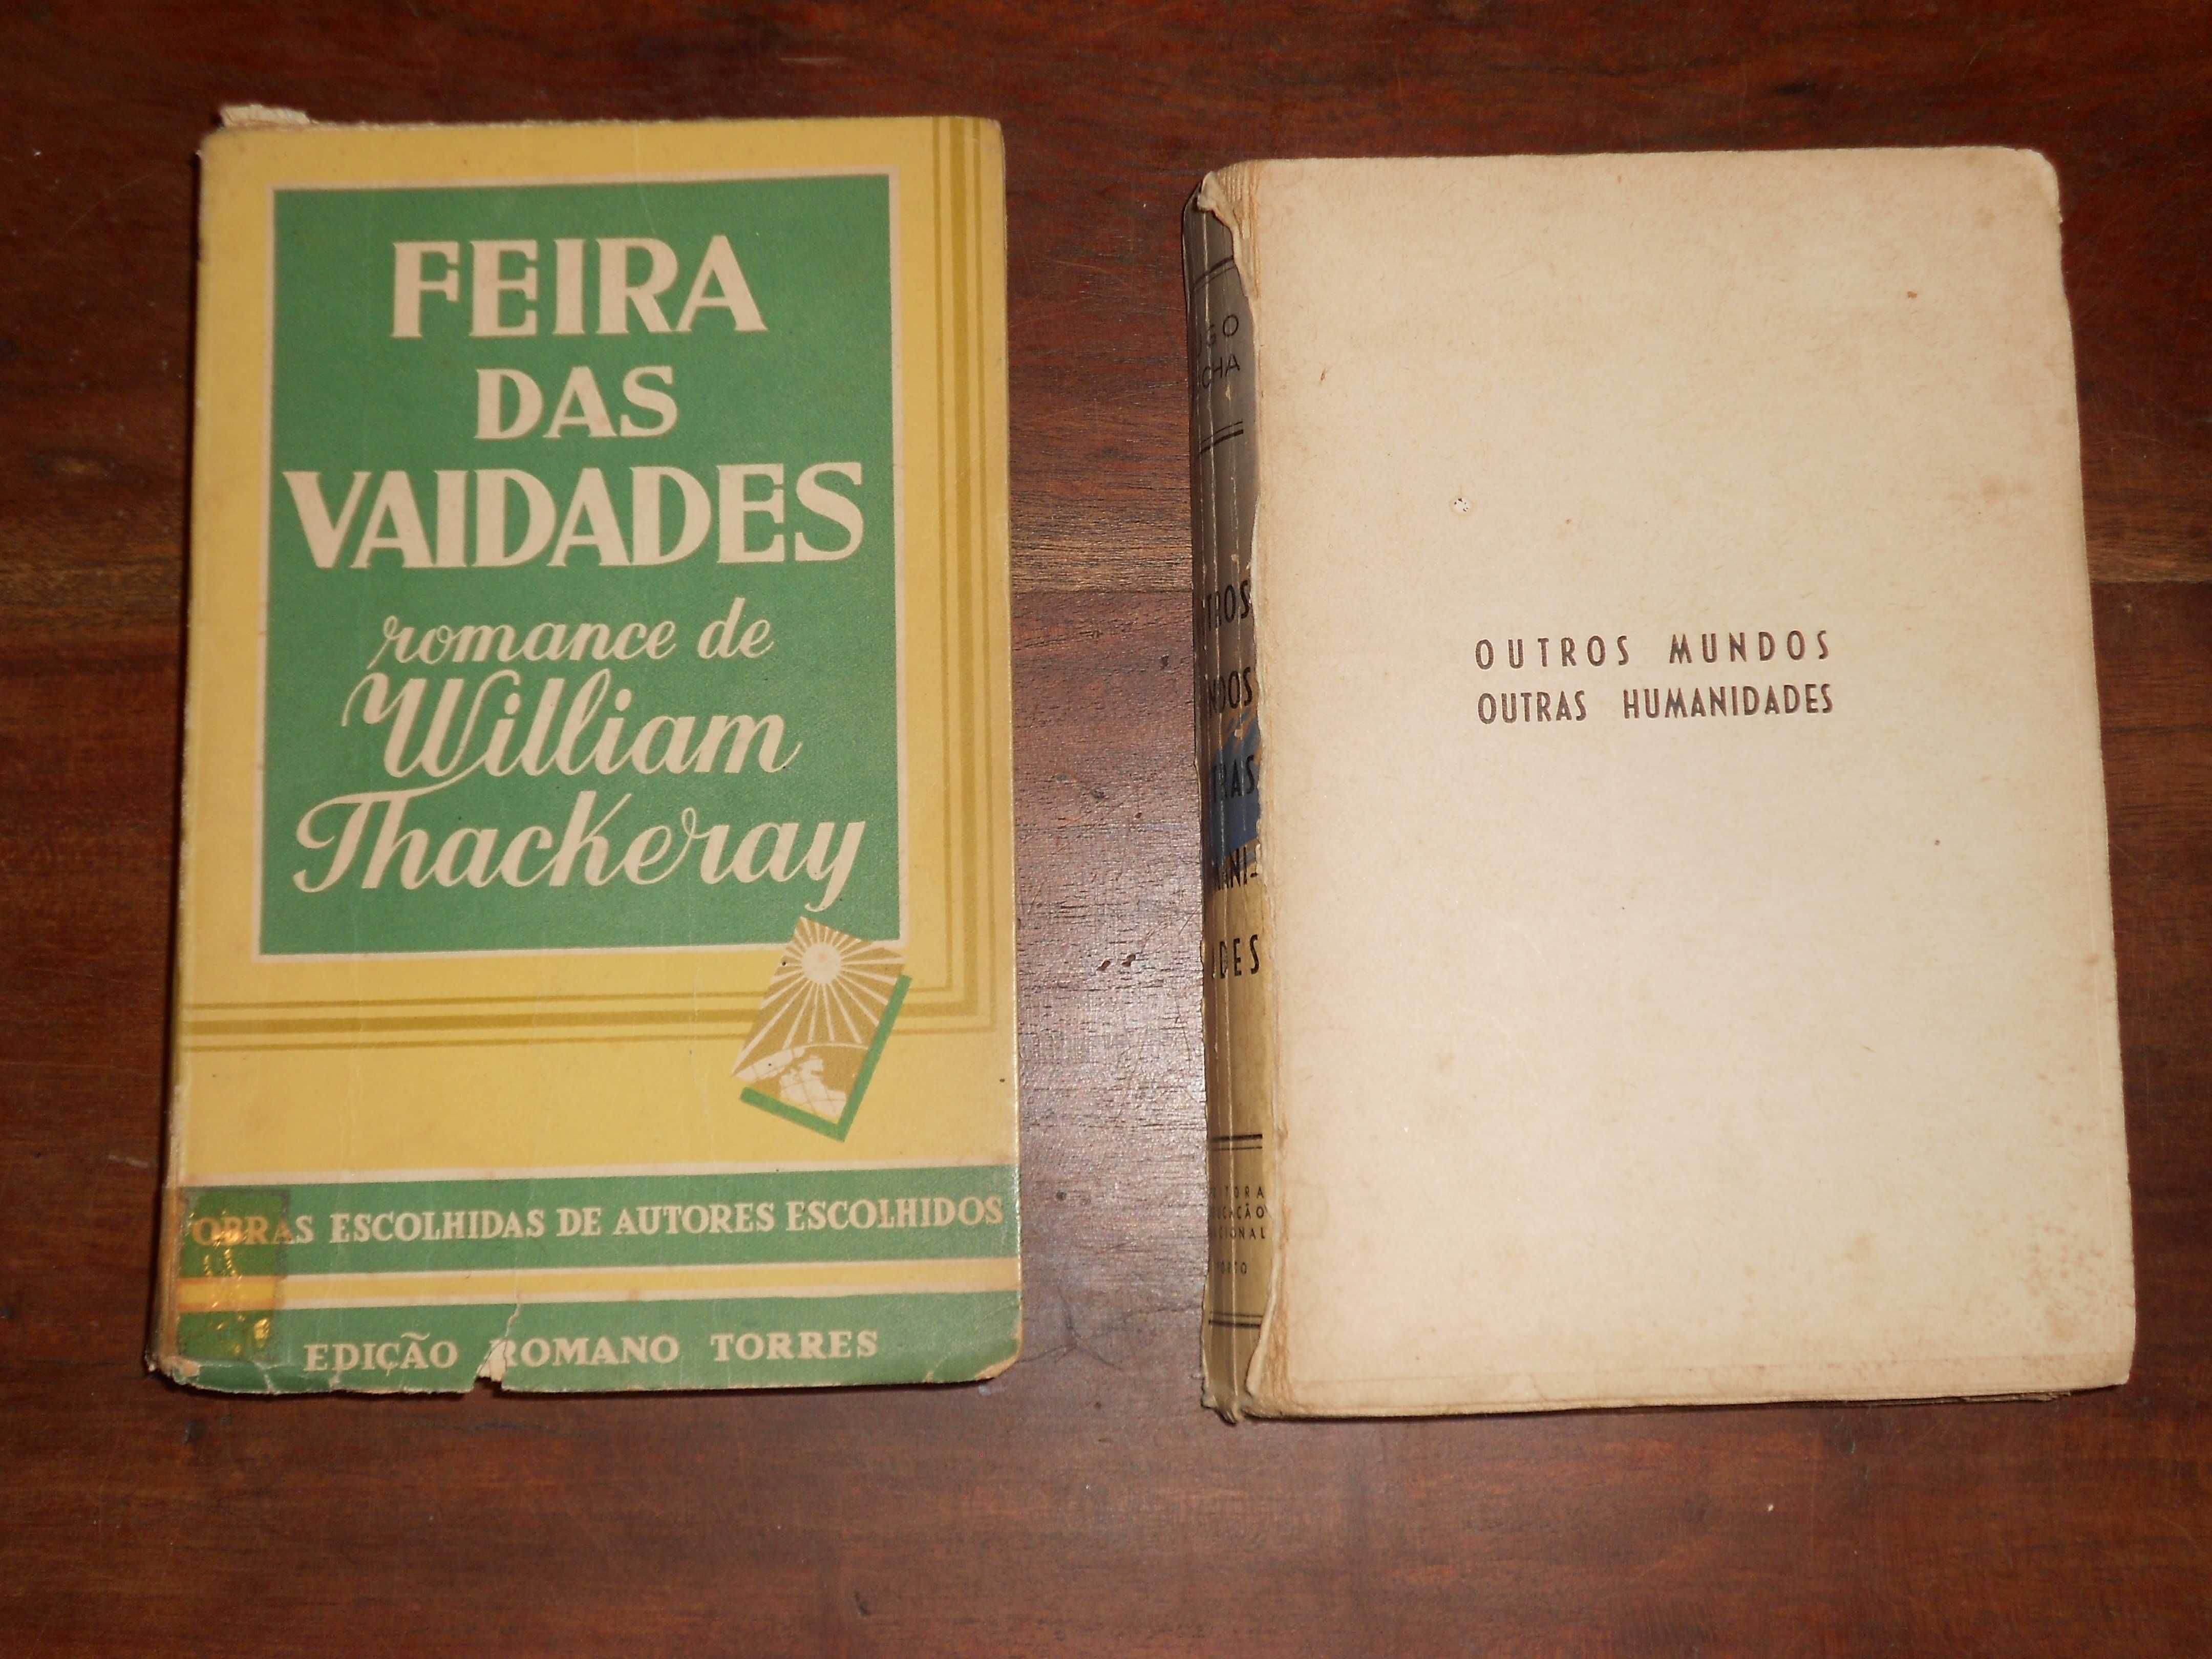 FEIRA
DAS
VAIDADES
romance de
William
Thackeray
OBRAS ESCOLHIDAS DE AUTORES ESCOLHIDOS
EDIÇÃO ROMANO TORRES
OUTROS MUNDOS
OUTRAS HUMANIDADES